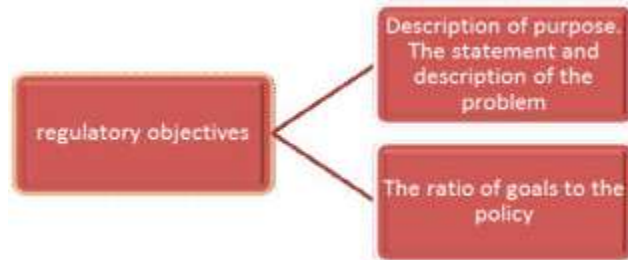 regulatory objectives
Description of purpose.
The statement and
description of the
problem
The ratio of goals to the
policy